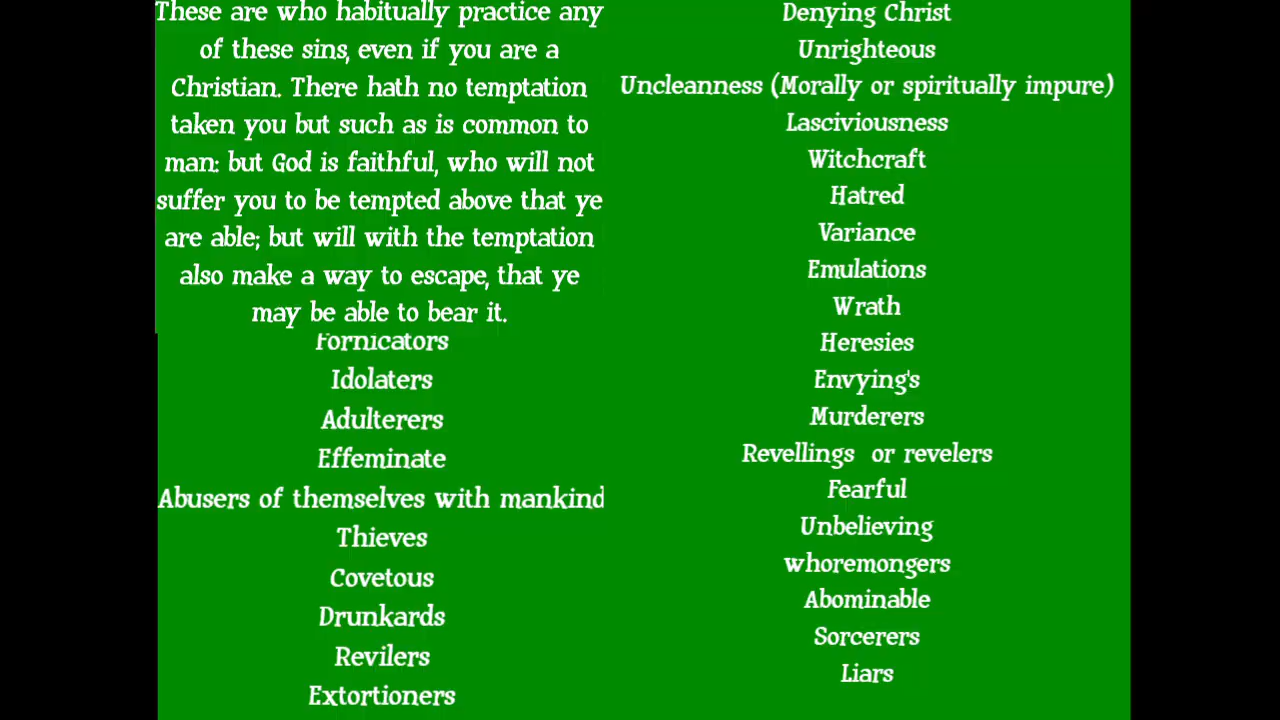 These are who habitually practice any
of these sins, even if you are a
Christian. There hath no temptation
taken you but such as is common to
man: but God is faithful, who will not
suffer you to be tempted above that ye
are able; but will with the temptation
also make a way to escape, that ye
may be able to bear it.
Fornicators
Idolaters
Adulterers
Effeminate
Abusers of themselves with mankind
Thieves
Covetous
Drunkards
Revilers
Extortioners
Denying Christ
Unrighteous
Uncleanness (Morally or spiritually impure)
Lasciviousness
Witchcraft
Hatred
Variance
Emulations
Wrath
Heresies
Envying's
Murderers
Revellings or revelers
Fearful
Unbelieving
whoremongers
Abominable
Sorcerers
Liars